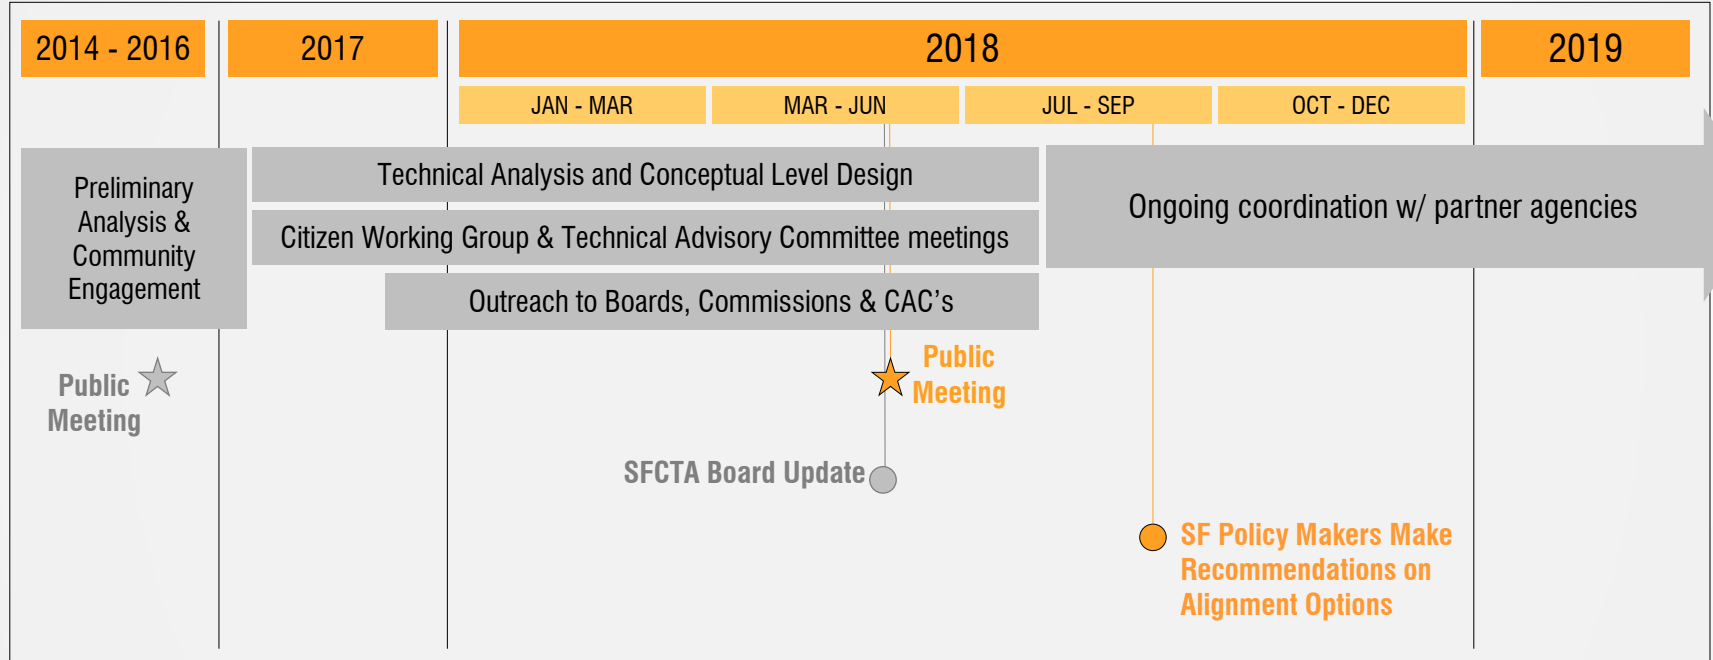 2014 - 2016
2017
2018
2019
JAN - MAR
MAR - JUN
JUL - SEP
OCT - DEC
Preliminary
Analysis &
Community
Engagement
Technical Analysis and Conceptual Level Design
Citizen Working Group & Technical Advisory Committee meetings
Outreach to Boards, Commissions & CAC's
Ongoing coordination w/ partner agencies
Public
Meeting
Public
Meeting
SFCTA Board Update
SF Policy Makers Make
Recommendations on
Alignment Options